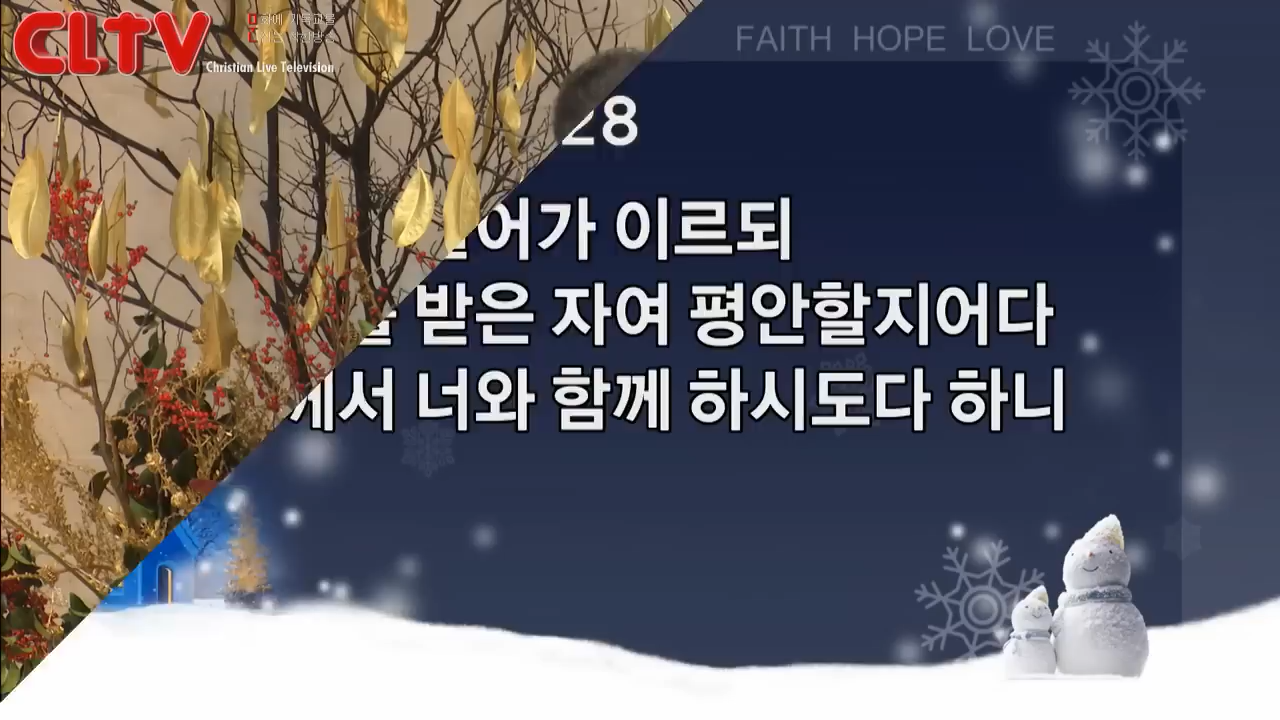 CLTV
Christian Live Television
FAITH HOPE LOVE
28
어가 이르되
받은 자여 평안할지어다
께서 너와 함께 하시도다 하니